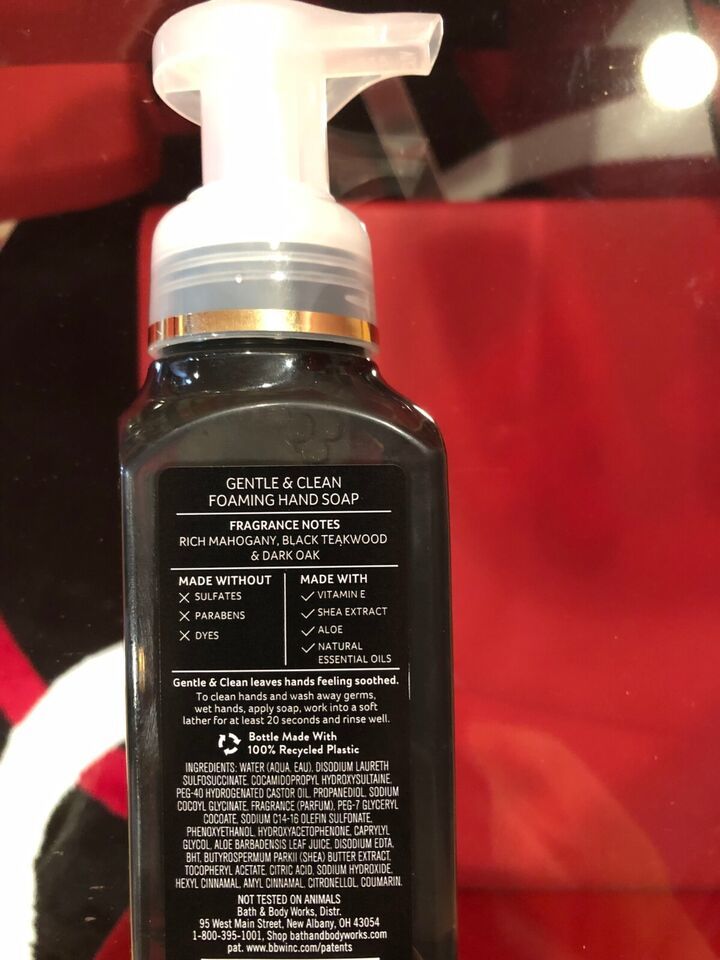 GENTLE & CLEAN
FOAMING HAND SOAP
FRAGRANCE NOTES
RICH MAHOGANY, BLACK TEAKWOOD
& DARK OAK
MADE WITHOUT
SULFATES
PARABENS
DYES
MADE WITH
VITAMIN E
SHEA EXTRACT
ALOE
NATURAL
ESSENTIAL OILS
Gentle & Clean leaves hands feeling soothed.
To clean hands and wash away germs,
wet hands, apply soap, work into a soft
lather for at least 20 seconds and rinse well.
Bottle Made With
100% Recycled Plastic
INGREDIENTS: WATER (AQUA, EAU), DISODIUM LAURETH
SULFOSUCCINATE, COCAMIDOPROPYL HYDROXYSULTAINE,
PEG-40 HYDROGENATED CASTOR OIL, PROPANEDIOL, SODIUM
COCOYL GLYCINATE, FRAGRANCE (PARFUM), PEG-7 GLYCERYL
COCOATE, SODIUM C14-16 OLEFIN SULFONATE,
PHENOXYETHANOL, HYDROXYACETOPHENONE, CAPRYLYL
GLYCOL, ALOE BARBADENSIS LEAF JUICE, DISODIUM EDTA,
BHT, BUTYROSPERMUM PARKII (SHEA) BUTTER EXTRACT,
TOCOPHERYL ACETATE, CITRIC ACID, SODIUM HYDROXIDE,
HEXYL CINNAMAL, AMYL CINNAMAL, CITRONELLOL, COUMARIN.
NOT TESTED ON ANIMALS
Bath & Body Works, Distr.
95 West Main Street, New Albany, OH 43054
1-800-395-1001, Shop bathandbodyworks.com
pat. www.bbwinc.com/patents